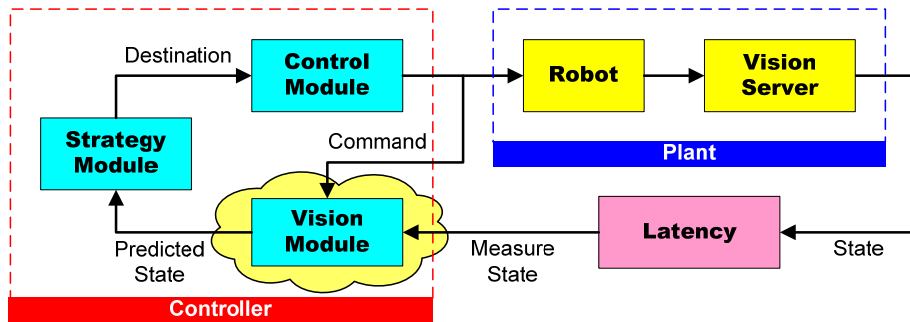 Destination
Control
Module
Robot
Vision
Server
Strategy
Module
Command
Plant
Vision
Module
Latency
Predicted
State
Measure
State
State
Controller